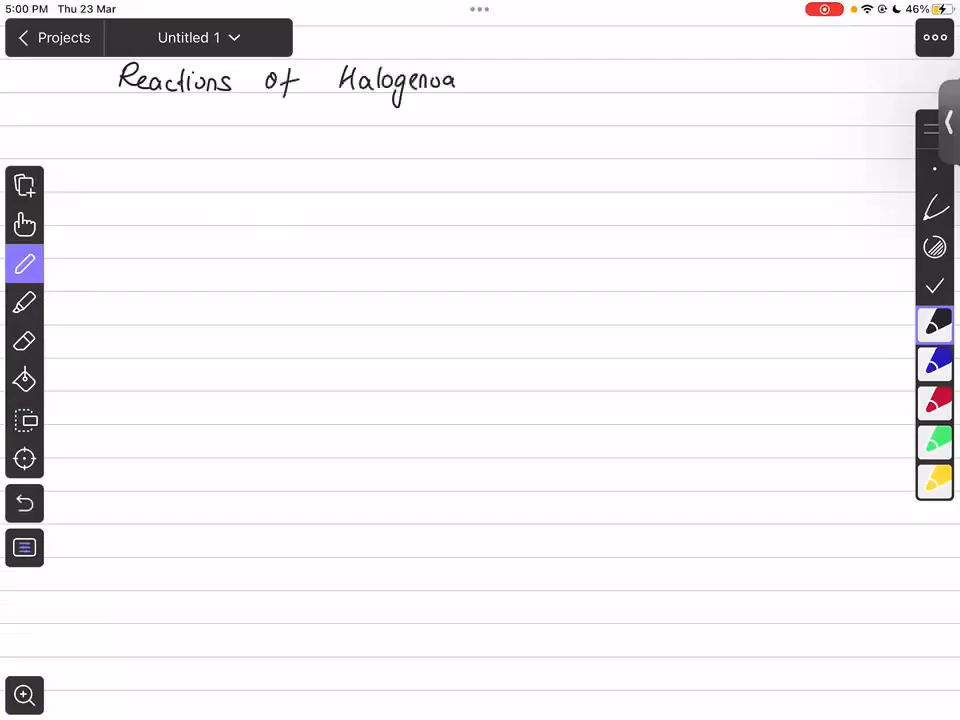 5:00 PM Thu 23 Mar 46%
Projects Untitled 1
Reactions of Halogenoa